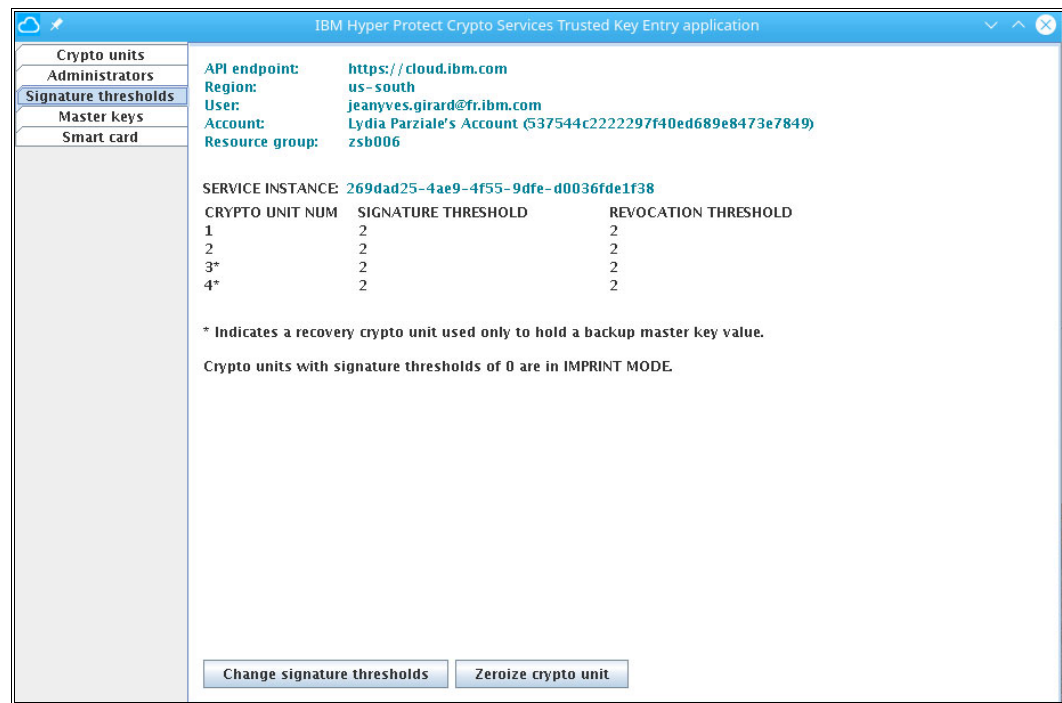 IBM Hyper Protect Crypto Services Trusted Key Entry application
Crypto units
Administrators
Signature thresholds
Master keys
Smart card
API endpoint: https://cloud.ibm.com
Region: us-south
User: jeanyves.girard@fr.ibm.com
Account: Lydia Parziale's Account (537544c2222297f40ed689e8473e7849)
Resource group: zsb006
SERVICE INSTANCE: 269dad25-4ae9-4f55-9dfe-d0036fde1f38
CRYPTO UNIT NUM SIGNATURE THRESHOLD REVOCATION THRESHOLD
1 2 2
2 2 2
3* 2 2
4* 2 2
* Indicates a recovery crypto unit used only to hold a backup master key value.
Crypto units with signature thresholds of 0 are in IMPRINT MODE.
Change signature thresholds Zeroize crypto unit